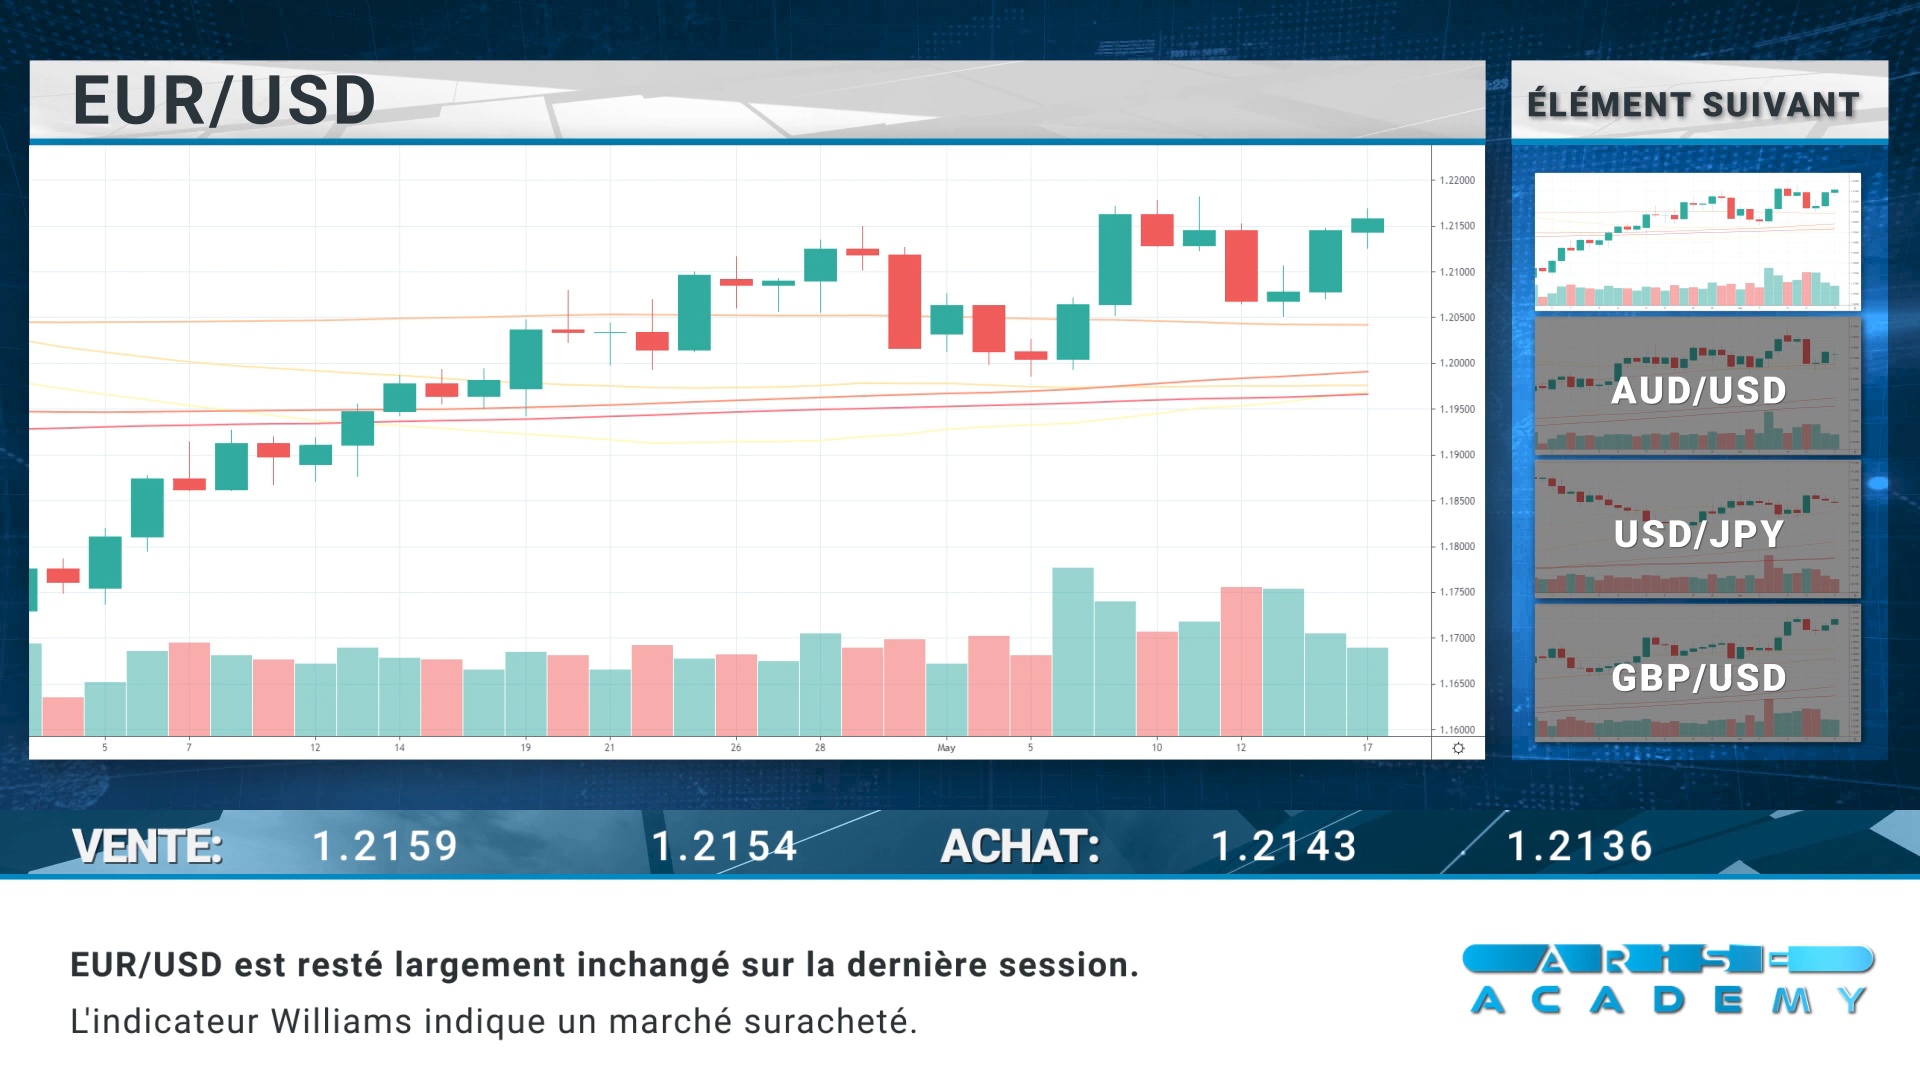 EUR/USD
ÉLÉMENT SUIVANT
1.22000
1.21500
1.21000
1.20500
1.20000
1.19500
1.19000
1.18500
1.18000
1.17500
1.17000
1.16500
1.16000
5 7 12 14 19 21 26 28 May 5 10 12 17
AUD/USD
USD/JPY
GBP/USD
VENTE: 1.2159 1.2154 ACHAT: 1.2143 1.2136
EUR/USD est resté largement inchangé sur la dernière session.
L'indicateur Williams indique un marché suracheté.
ARISE
ACADEMY